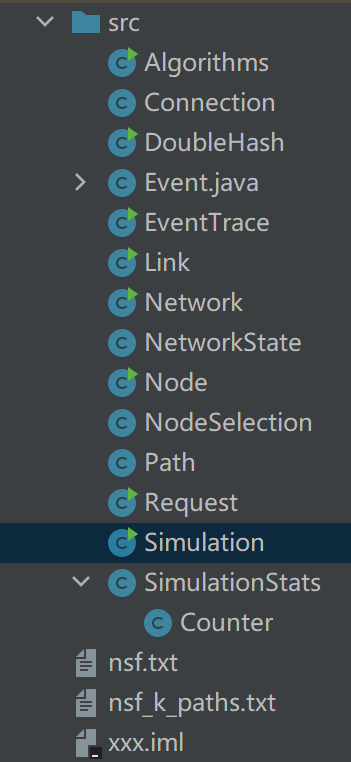 src
Algorithms
Connection
DoubleHash
Event.java
EventTrace
Link
Network
NetworkState
Node
NodeSelection
Path
Request
Simulation
SimulationStats
Counter
nsf.txt
nsf_k_paths.txt
xxx.iml